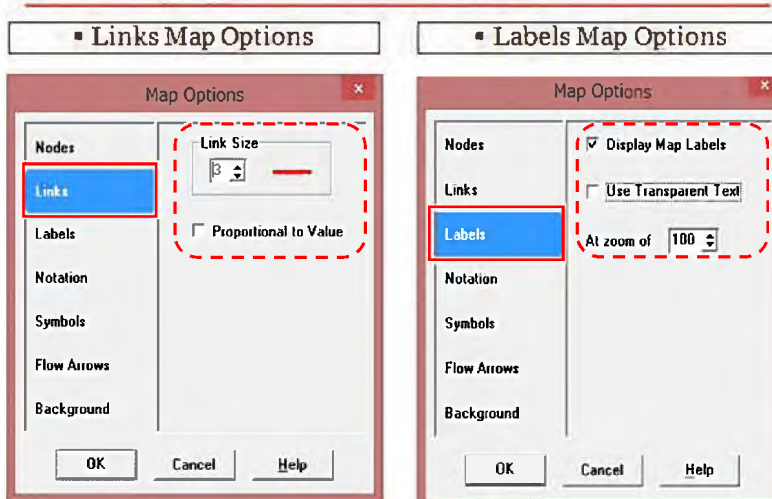 ▪ Links Map Options
Map Options
×
Nodes
Links
Labels
Notation
Symbols
Flow Arrows
Background
Link Size
3
Proportional to Value
OK
Cancel
Help
▪ Labels Map Options
Map Options
×
Nodes
Links
Labels
Notation
Symbols
Flow Arrows
Background
Display Map Labels
Use Transparent Text
At zoom of 100
OK
Cancel
Help